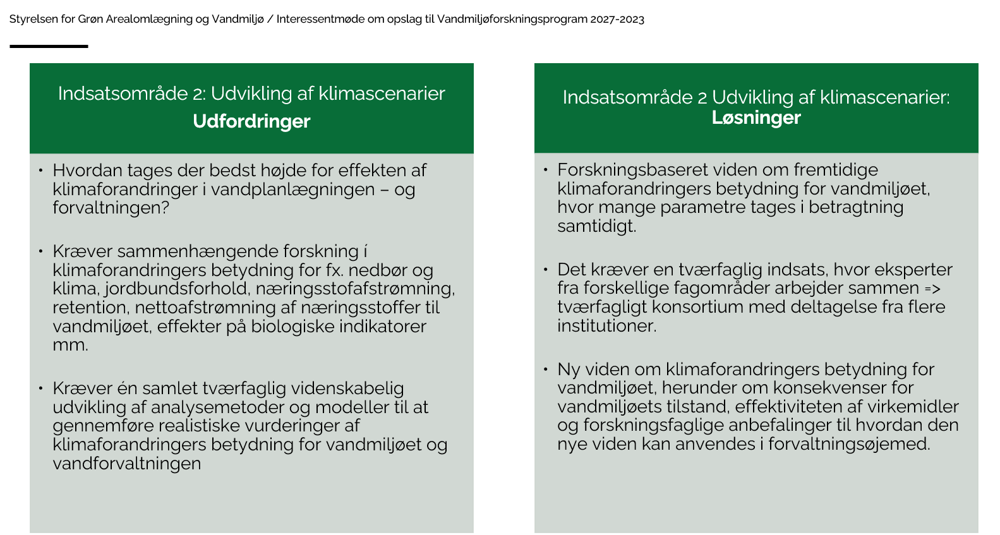 Styrelsen for Grøn Arealomlægning og Vandmiljø / Interessentmøde om opslag til Vandmiljøforskningsprogram 2027-2023
Indsatsområde 2: Udvikling af klimascenarier
Udfordringer
• Hvordan tages der bedst højde for effekten af
klimaforandringer i vandplanlægningen – og
forvaltningen?
• Kræver sammenhængende forskning í
klimaforandringers betydning for fx. nedbør og
klima, jordbundsforhold, næringsstofafstrømning,
retention, nettoafstrømning af næringsstoffer til
vandmiljøet, effekter på biologiske indikatorer
mm.
• Kræver én samlet tværfaglig videnskabelig
udvikling af analysemetoder og modeller til at
gennemføre realistiske vurderinger af
klimaforandringers betydning for vandmiljøet og
vandforvaltningen
Indsatsområde 2 Udvikling af klimascenarier:
Løsninger
• Forskningsbaseret viden om fremtidige
klimaforandringers betydning for vandmiljøet,
hvor mange parametre tages i betragtning
samtidigt.
• Det kræver en tværfaglig indsats, hvor eksperter
fra forskellige fagområder arbejder sammen =>
tværfagligt konsortium med deltagelse fra flere
institutioner.
• Ny viden om klimaforandringers betydning for
vandmiljøet, herunder om konsekvenser for
vandmiljøets tilstand, effektiviteten af virkemidler
og forskningsfaglige anbefalinger til hvordan den
nye viden kan anvendes i forvaltningsøjemed.